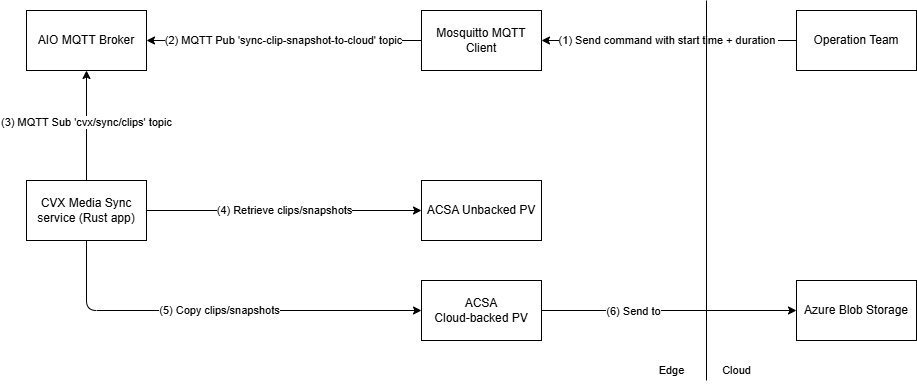 AIO MQTT Broker
(2) MQTT Pub 'sync-clip-snapshot-to-cloud' topic
Mosquitto MQTT
Client
(1) Send command with start time + duration
Operation Team
(3) MQTT Sub 'cvx/sync/clips' topic
CVX Media Sync
service (Rust app)
(4) Retrieve clips/snapshots
ACSA Unbacked PV
(5) Copy clips/snapshots
ACSA
Cloud-backed PV
(6) Send to
Azure Blob Storage
Edge
Cloud